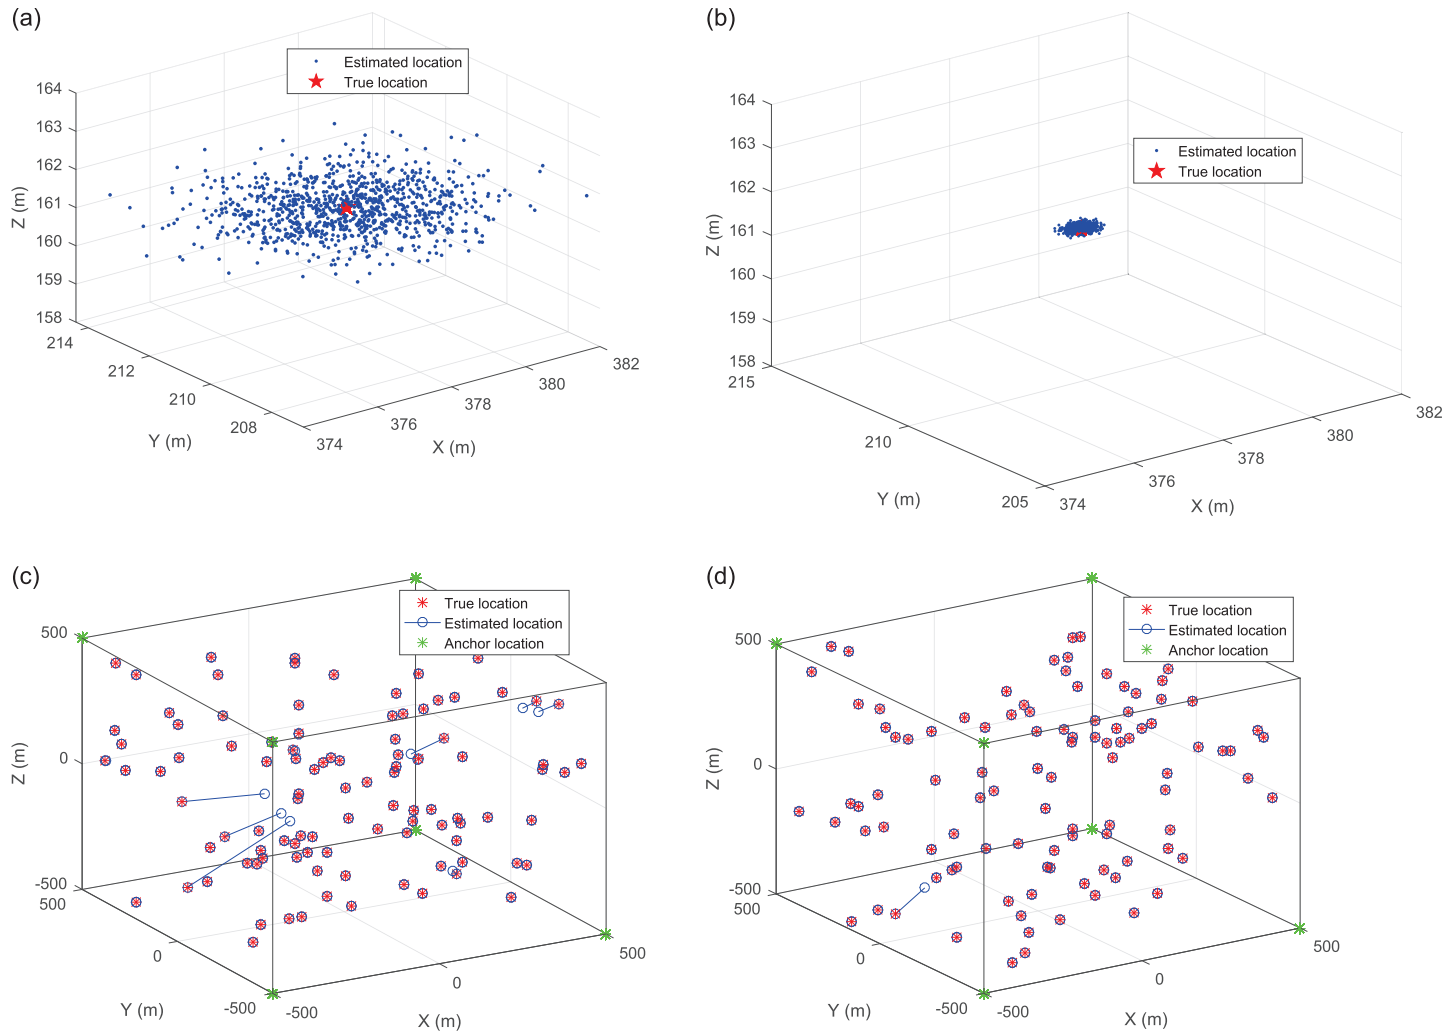 (a)
Estimated location
True location
164
163
162
161
160
159
158
Z (m)
214
212
210
208
Y (m)
374
376
378
380
382
X (m)
(b)
Estimated location
True location
164
163
162
161
160
159
158
Z (m)
215
210
205
Y (m)
374
376
378
380
382
X (m)
(c)
True location
Estimated location
Anchor location
500
0
-500
Z (m)
500
0
-500
Y (m)
-500
0
500
X (m)
(d)
True location
Estimated location
Anchor location
500
0
-500
Z (m)
500
0
-500
Y (m)
-500
0
500
X (m)